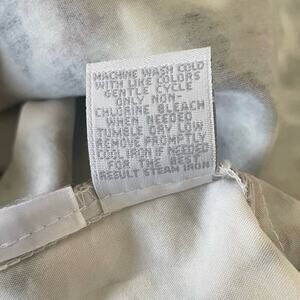 MACHINE WASH COLD
WITH LIKE COLORS
GENTLE CYCLE
ONLY NON-
CHLORINE BLEACH
WHEN NEEDED
TUMBLE DRY LOW
REMOVE PROMPTLY
COOL IRON IF NEEDED
FOR THE BEST
RESULT STEAM IRON